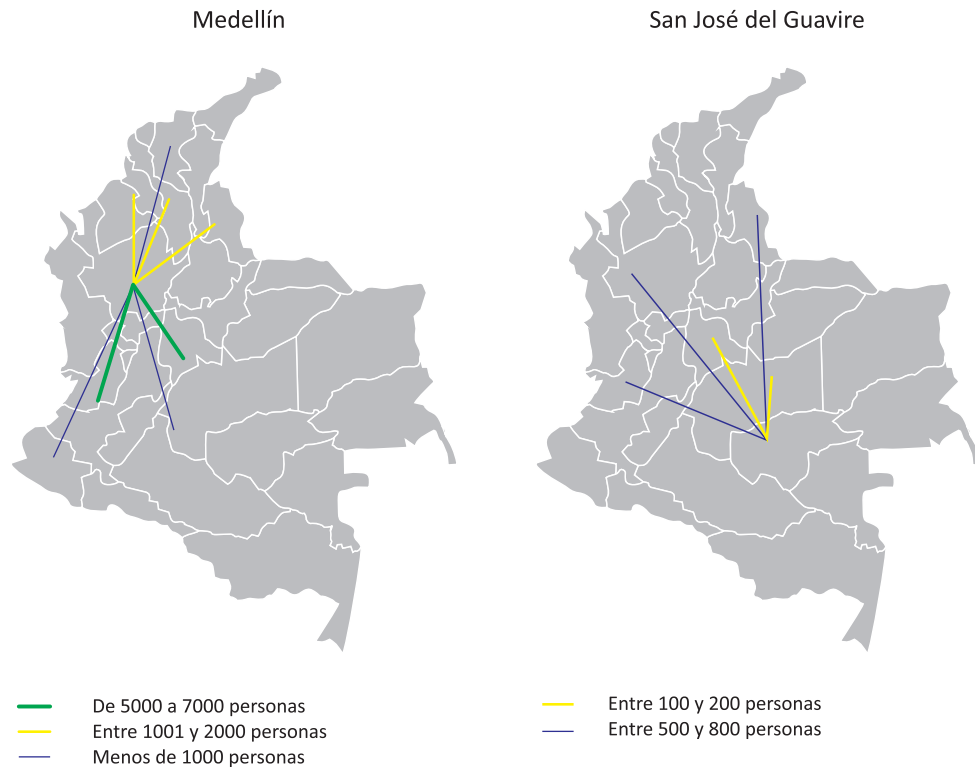 Medellín
San José del Guavire
De 5000 a 7000 personas
Entre 1001 y 2000 personas
Menos de 1000 personas
Entre 100 y 200 personas
Entre 500 y 800 personas